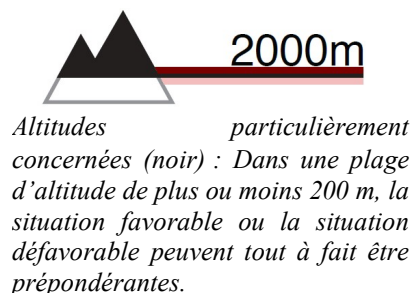 2000m
Altitudes particulièrement
concernées (noir) : Dans une plage
d’altitude de plus ou moins 200 m, la
situation favorable ou la situation
défavorable peuvent tout à fait être
prépondérantes.